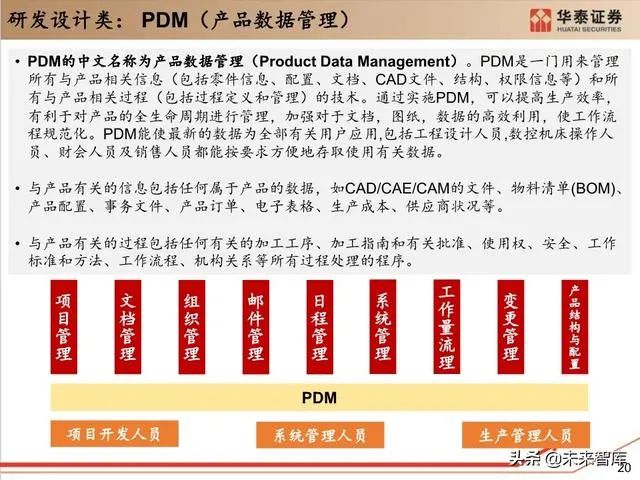 研发设计类： PDM（产品数据管理）
华泰证券
HUATAI SECURITIES
• PDM的中文名称为产品数据管理（Product Data Management）。PDM是一门用来管理
所有与产品相关信息（包括零件信息、配置、文档、CAD文件、结构、权限信息等）和所
有与产品相关过程（包括过程定义和管理）的技术。通过实施PDM，可以提高生产效率，
有利于对产品的全生命周期进行管理，加强对于文档，图纸，数据的高效利用，使工作流
程规范化。PDM能使最新的数据为全部有关用户应用,包括工程设计人员,数控机床操作人
员、财会人员及销售人员都能按要求方便地存取使用有关数据。
• 与产品有关的信息包括任何属于产品的数据，如CAD/CAE/CAM的文件、物料清单(BOM)、
产品配置、事务文件、产品订单、电子表格、生产成本、供应商状况等。
• 与产品有关的过程包括任何有关的加工工序、加工指南和有关批准、使用权、安全、工作
标准和方法、工作流程、机构关系等所有过程处理的程序。
项目管理
文档管理
组织管理
邮件管理
日程管理
系统管理
工作量流理
变更管理
产品结构与配置
PDM
项目开发人员
系统管理人员
生产管理人员
头条@未来智库
20